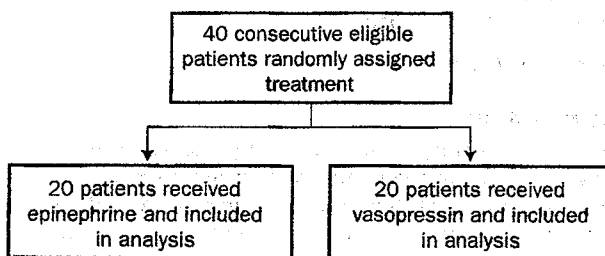 40 consecutive eligible
patients randomly assigned
treatment
20 patients received
epinephrine and included
in analysis
20 patients received
vasopressin and included
in analysis